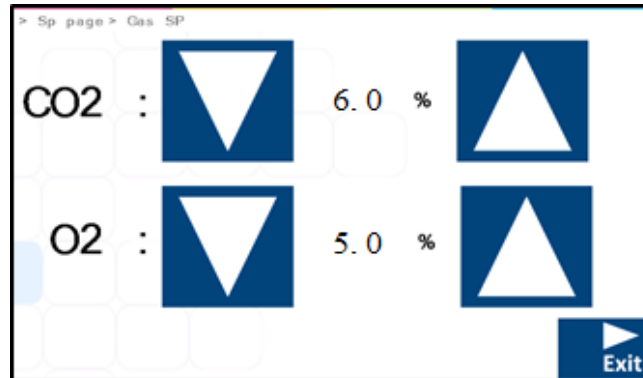 > Sp page> Gas SP
CO2 : 6.0 %
O2 : 5.0 %
Exit